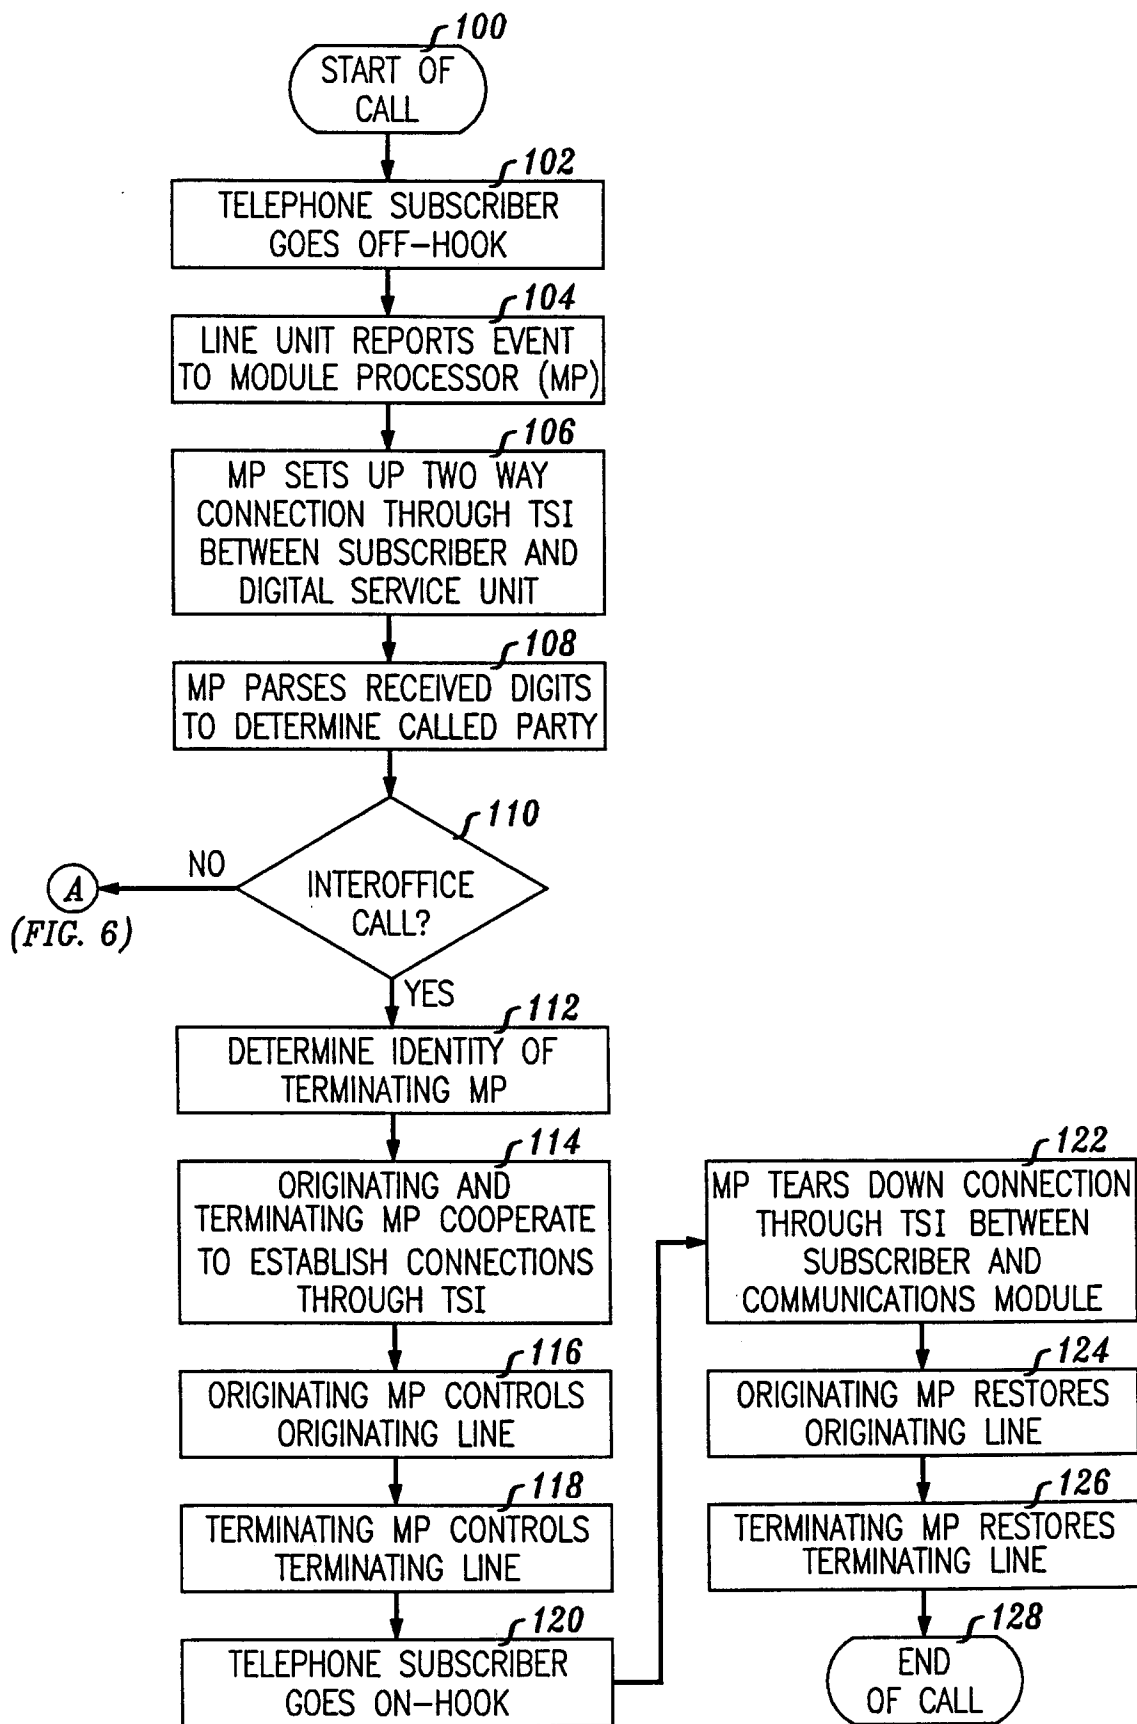 100
START OF
CALL
102
TELEPHONE SUBSCRIBER
GOES OFF-HOOK
104
LINE UNIT REPORTS EVENT
TO MODULE PROCESSOR (MP)
106
MP SETS UP TWO WAY
CONNECTION THROUGH TSI
BETWEEN SUBSCRIBER AND
DIGITAL SERVICE UNIT
108
MP PARSES RECEIVED DIGITS
TO DETERMINE CALLED PARTY
110
INTEROFFICE
CALL?
NO
A
(FIG. 6)
YES
112
DETERMINE IDENTITY OF
TERMINATING MP
114
ORIGINATING AND
TERMINATING MP COOPERATE
TO ESTABLISH CONNECTIONS
THROUGH TSI
116
ORIGINATING MP CONTROLS
ORIGINATING LINE
118
TERMINATING MP CONTROLS
TERMINATING LINE
120
TELEPHONE SUBSCRIBER
GOES ON-HOOK
122
MP TEARS DOWN CONNECTION
THROUGH TSI BETWEEN
SUBSCRIBER AND
COMMUNICATIONS MODULE
124
ORIGINATING MP RESTORES
ORIGINATING LINE
126
TERMINATING MP RESTORES
TERMINATING LINE
128
END
OF CALL